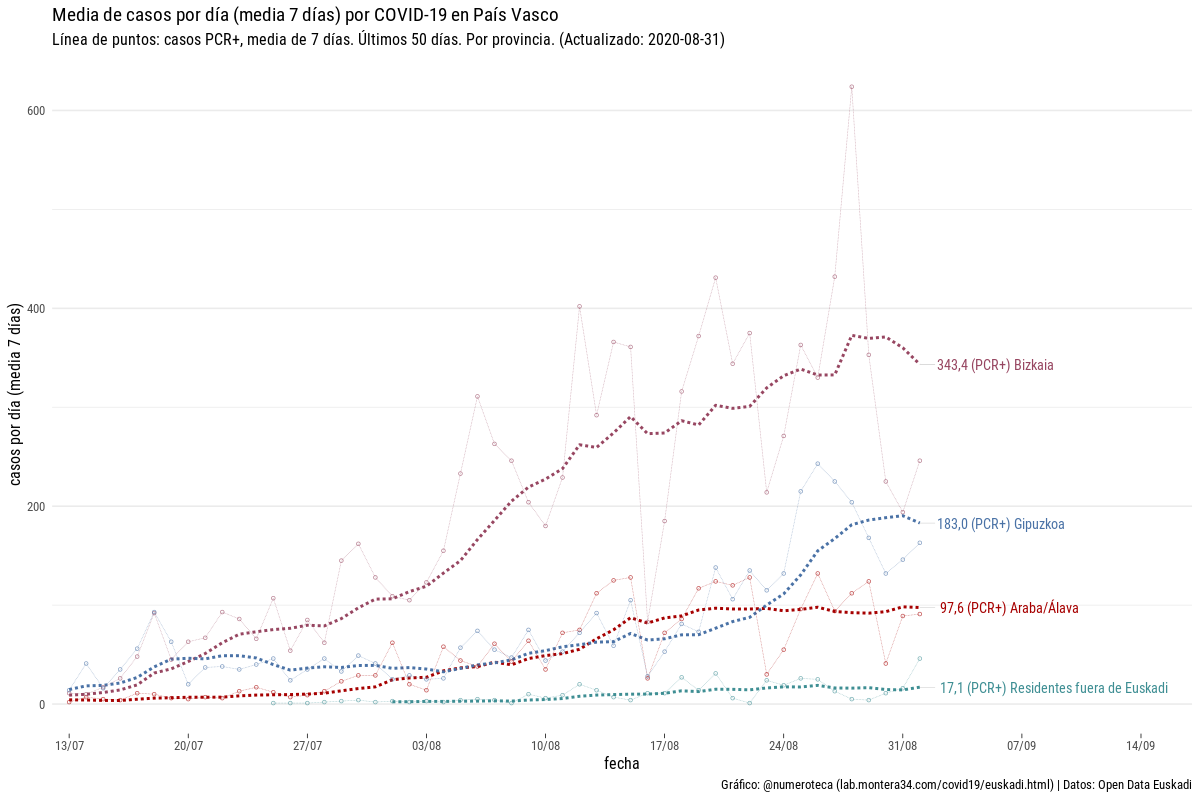 Media de casos por día (media 7 días) por COVID-19 en País Vasco
Línea de puntos: casos PCR+, media de 7 días. Últimos 50 días. Por provincia. (Actualizado: 2020-08-31)
casos por día (media 7 días)
600
400
200
0
343,4 (PCR+) Bizkaia
183,0 (PCR+) Gipuzkoa
97,6 (PCR+) Araba/Álava
17,1 (PCR+) Residentes fuera de Euskadi
13/07 20/07 27/07 03/08 10/08 17/08 24/08 31/08 07/09 14/09
fecha
Gráfico: @numeroteca (lab.montera34.com/covid19/euskadi.html) | Datos: Open Data Euskadi